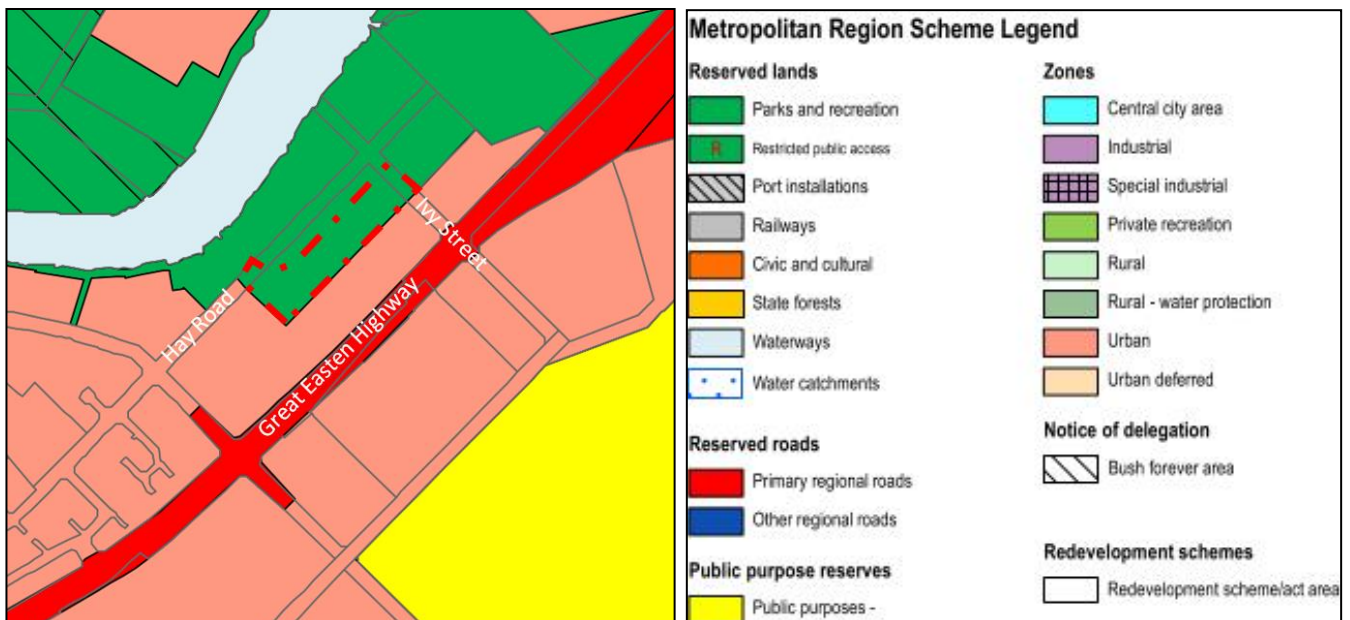 Ivy Street
Hay Road
Great Easten Highway
Metropolitan Region Scheme Legend
Reserved lands
Parks and recreation
R
Restricted public access
Port installations
Railways
Civic and cultural
State forests
Waterways
Water catchments
Reserved roads
Primary regional roads
Other regional roads
Public purpose reserves
Public purposes -
Zones
Central city area
Industrial
Special industrial
Private recreation
Rural
Rural - water protection
Urban
Urban deferred
Notice of delegation
Bush forever area
Redevelopment schemes
Redevelopment scheme/act area